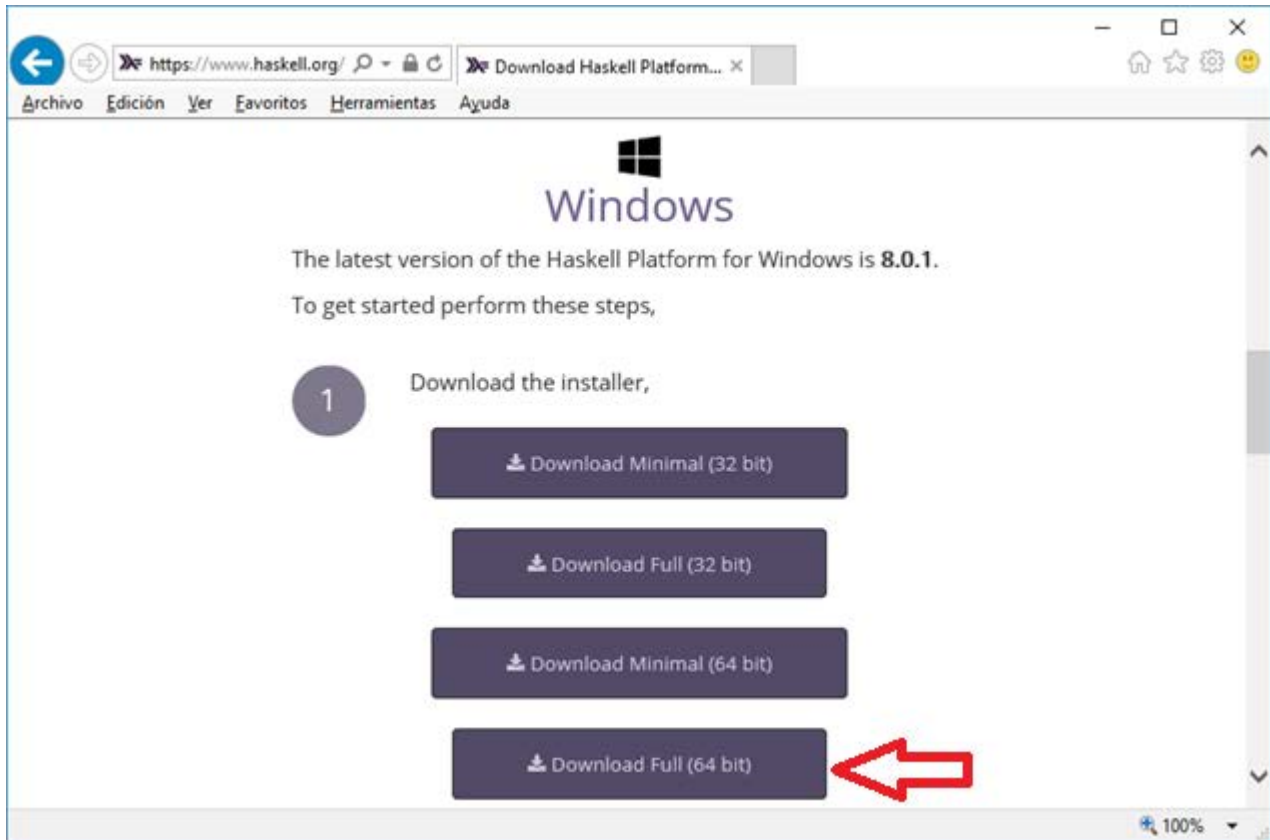 https://www.haskell.org/
Download Haskell Platform...
Archivo Edición Ver Favoritos Herramientas Ayuda
Windows
The latest version of the Haskell Platform for Windows is 8.0.1.
To get started perform these steps,
1
Download the installer,
Download Minimal (32 bit)
Download Full (32 bit)
Download Minimal (64 bit)
Download Full (64 bit)
100%